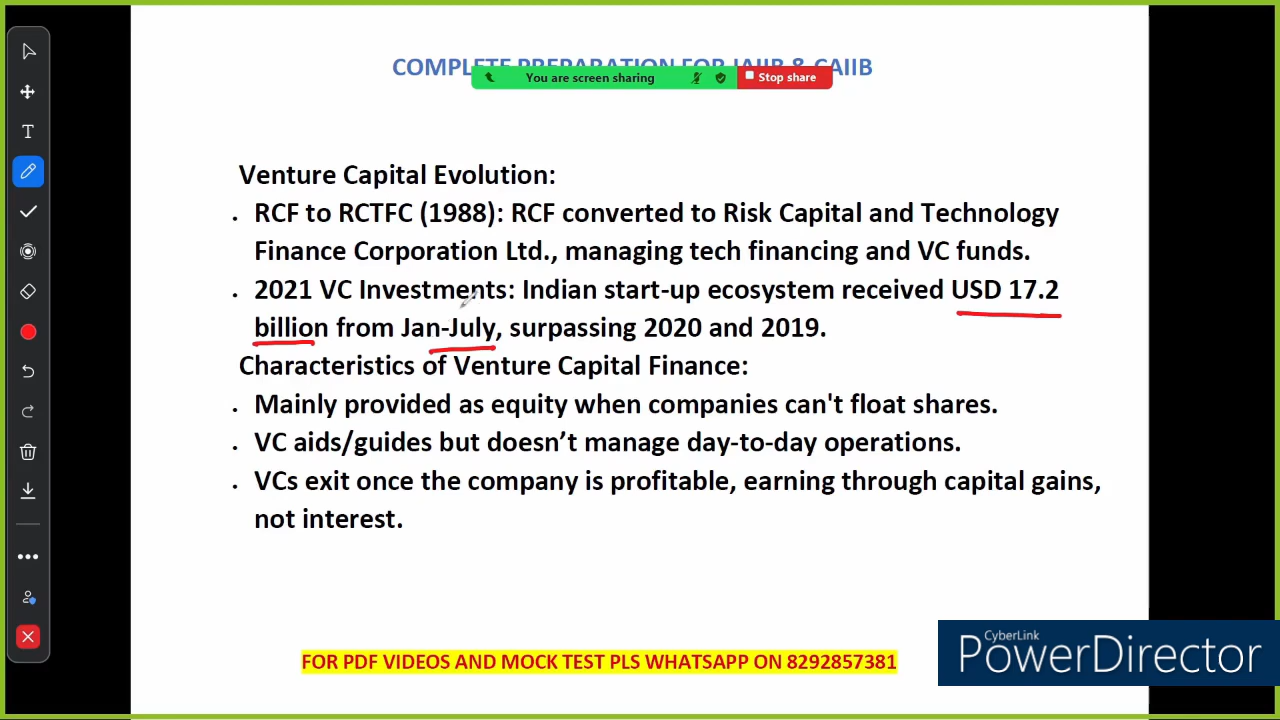 COMPLETE PREPARATION FOR JAIIB & CAIIB
You are screen sharing
Stop share
T
Venture Capital Evolution:
RCF to RCTFC (1988): RCF converted to Risk Capital and Technology
Finance Corporation Ltd., managing tech financing and VC funds.
2021 VC Investments: Indian start-up ecosystem received USD 17.2
billion from Jan-July, surpassing 2020 and 2019.
Characteristics of Venture Capital Finance:
Mainly provided as equity when companies can't float shares.
VC aids/guides but doesn’t manage day-to-day operations.
VCs exit once the company is profitable, earning through capital gains,
not interest.
FOR PDF VIDEOS AND MOCK TEST PLS WHATSAPP ON 8292857381
CyberLink
PowerDirector